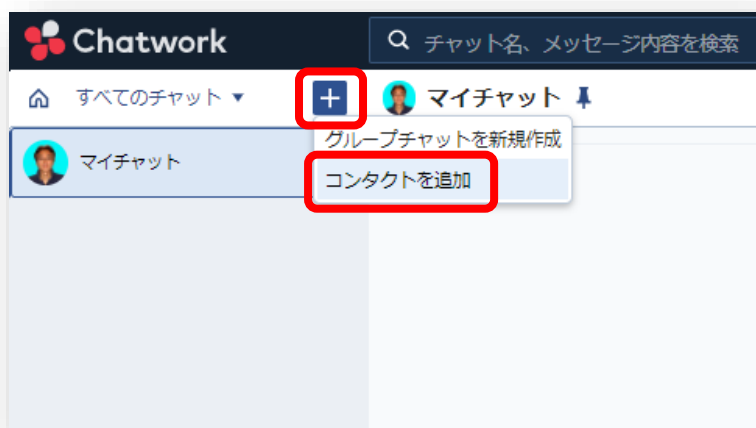 Chatwork
チャット名、メッセージ内容を検索
すべてのチャット ▼
+
マイチャット
グループチャットを新規作成
マイチャット
コンタクトを追加